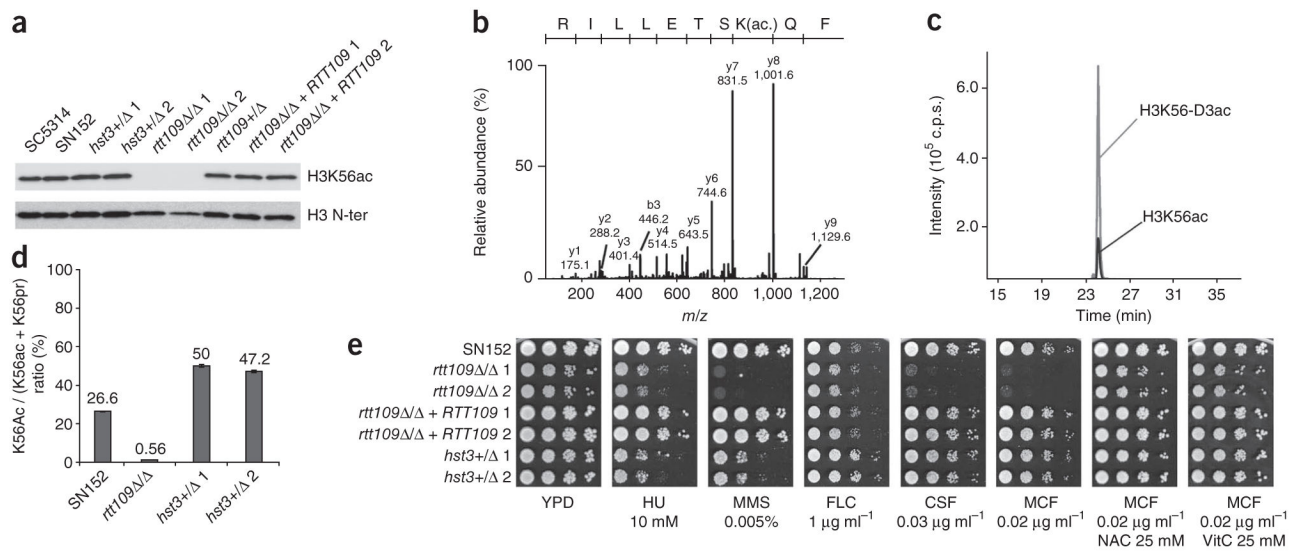 a
SC5314
SN152
hst3+/Δ 1
hst3+/Δ 2
rtt109Δ/Δ 1
rtt109Δ/Δ 2
rtt109+/Δ
rtt109Δ/Δ + RTT109 1
rtt109Δ/Δ + RTT109 2
H3K56ac
H3 N-ter
b
R I L L E T S K(ac.) Q F
Relative abundance (%)
100
50
0
y1
175.1
y2
288.2
y3
401.4
b3
446.2
y4
514.5
y5
643.5
y6
744.6
y7
831.5
y8
1,001.6
y9
1,129.6
200 400 600 800 1,000 1,200
m/z
c
Intensity (10⁵ c.p.s.)
6.0
4.0
2.0
H3K56-D3ac
H3K56ac
15 19 23 27 31 35
Time (min)
d
K56Ac / (K56ac + K56pr)
ratio (%)
100
80
60
40
20
0
26.6
0.56
50
47.2
SN152
rtt109Δ/Δ
hst3+/Δ 1
hst3+/Δ 2
e
SN152
rtt109Δ/Δ 1
rtt109Δ/Δ 2
rtt109Δ/Δ + RTT109 1
rtt109Δ/Δ + RTT109 2
hst3+/Δ 1
hst3+/Δ 2
YPD
HU
10 mM
MMS
0.005%
FLC
1 μg ml⁻¹
CSF
0.03 μg ml⁻¹
MCF
0.02 μg ml⁻¹
MCF
0.02 μg ml⁻¹
NAC 25 mM
MCF
0.02 μg ml⁻¹
VitC 25 mM